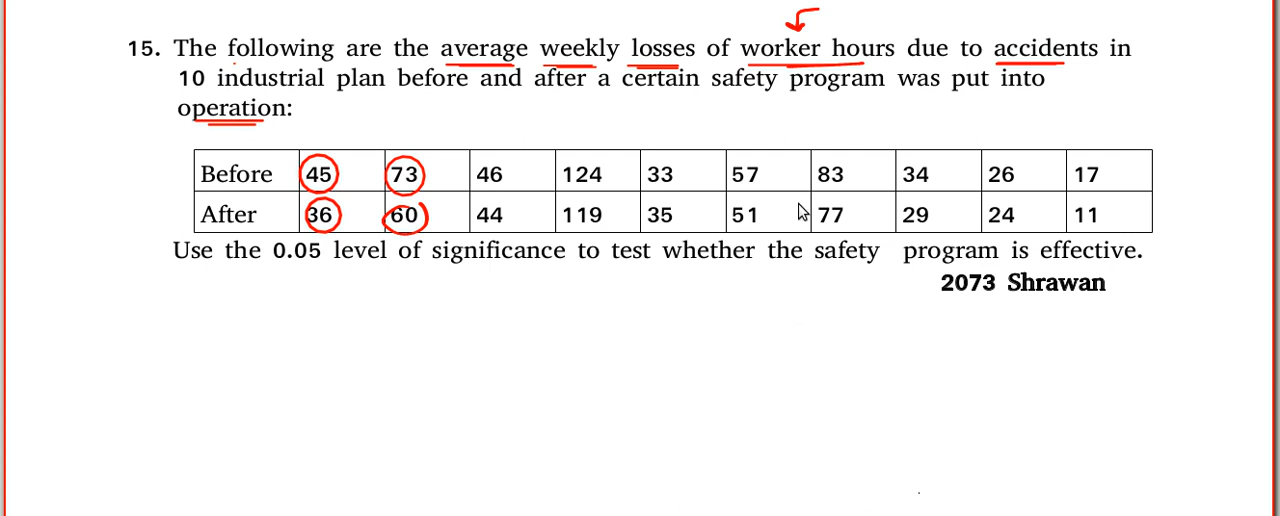 15. The following are the average weekly losses of worker hours due to accidents in
10 industrial plan before and after a certain safety program was put into
operation:
Before 45 73 46 124 33 57 83 34 26 17
After 36 60 44 119 35 51 77 29 24 11
Use the 0.05 level of significance to test whether the safety program is effective.
2073 Shrawan